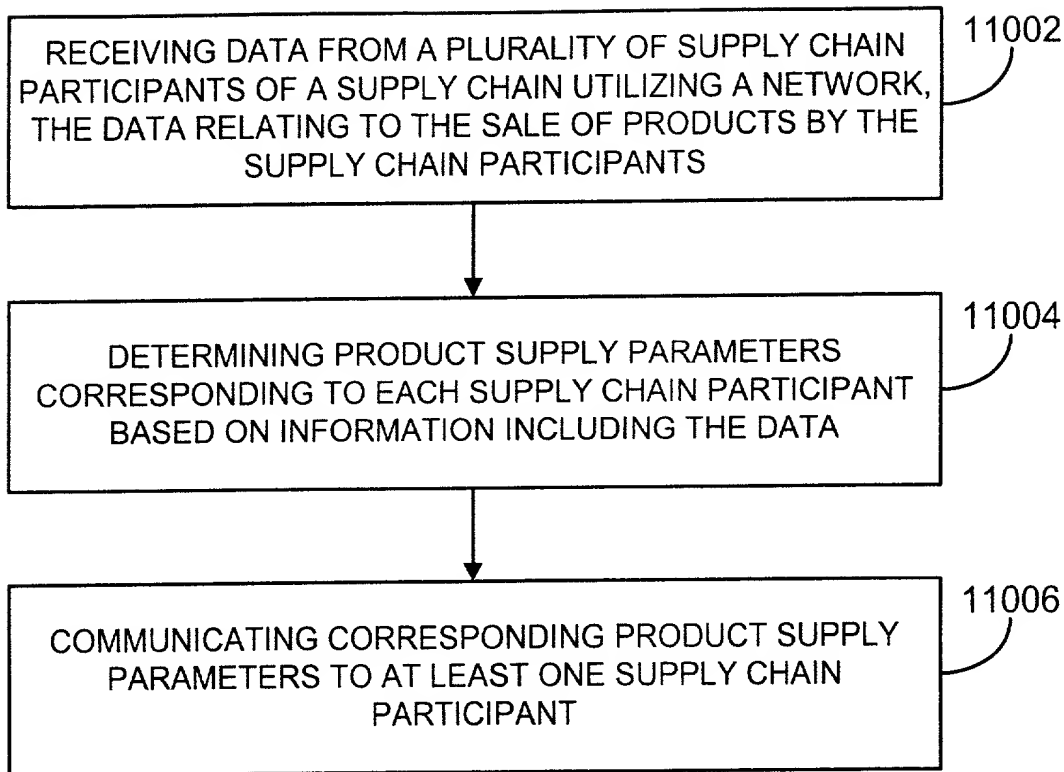 11002
RECEIVING DATA FROM A PLURALITY OF SUPPLY CHAIN
PARTICIPANTS OF A SUPPLY CHAIN UTILIZING A NETWORK,
THE DATA RELATING TO THE SALE OF PRODUCTS BY THE
SUPPLY CHAIN PARTICIPANTS
11004
DETERMINING PRODUCT SUPPLY PARAMETERS
CORRESPONDING TO EACH SUPPLY CHAIN PARTICIPANT
BASED ON INFORMATION INCLUDING THE DATA
11006
COMMUNICATING CORRESPONDING PRODUCT SUPPLY
PARAMETERS TO AT LEAST ONE SUPPLY CHAIN
PARTICIPANT